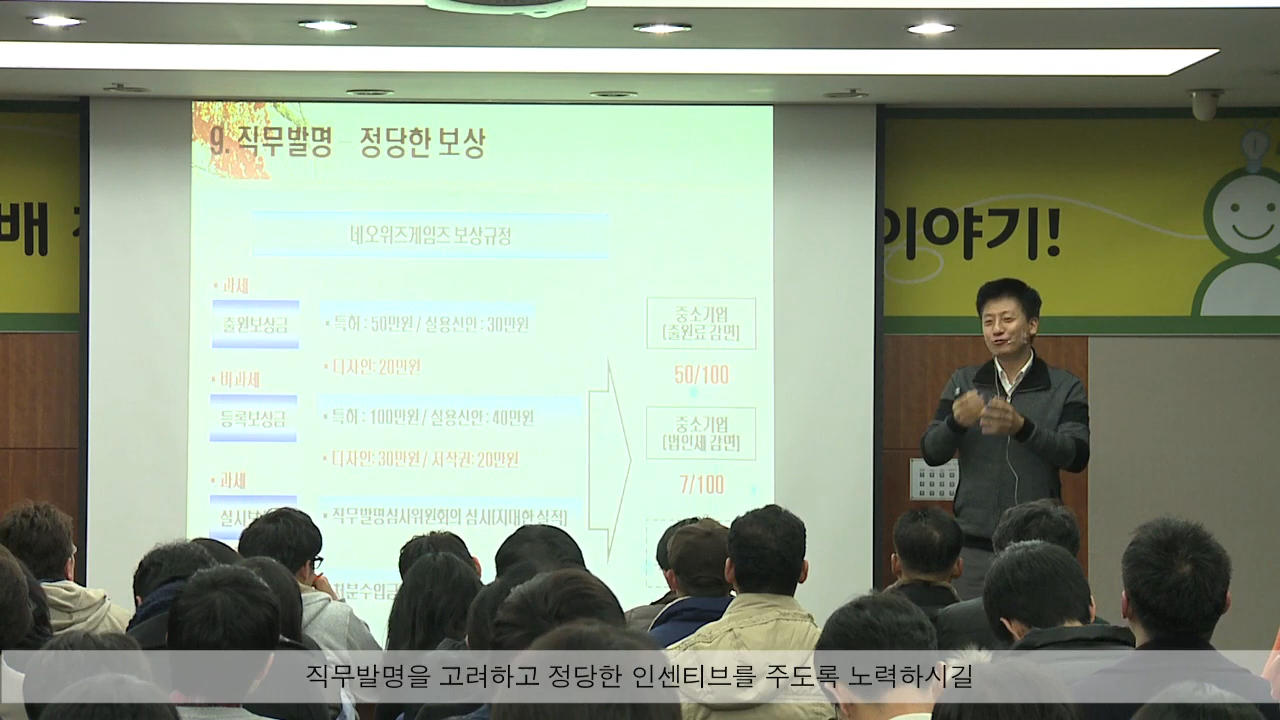 9. 직무발명 - 정당한 보상
배
이야기!
네오위즈게임즈 보상규정
• 과세
출원보상금
• 특허 : 50만원 / 실용신안 : 30만원
• 디자인: 20만원
• 비과세
등록보상금
• 특허 : 100만원 / 실용신안 : 40만원
• 디자인: 30만원 / 저작권: 20만원
• 과세
• 직무발명심사위원회의 심사(지대한 실적)
처분수입금
중소기업
(출원료 감면)
50/100
중소기업
(법인세 감면)
7/100
직무발명을 고려하고 정당한 인센티브를 주도록 노력하시길